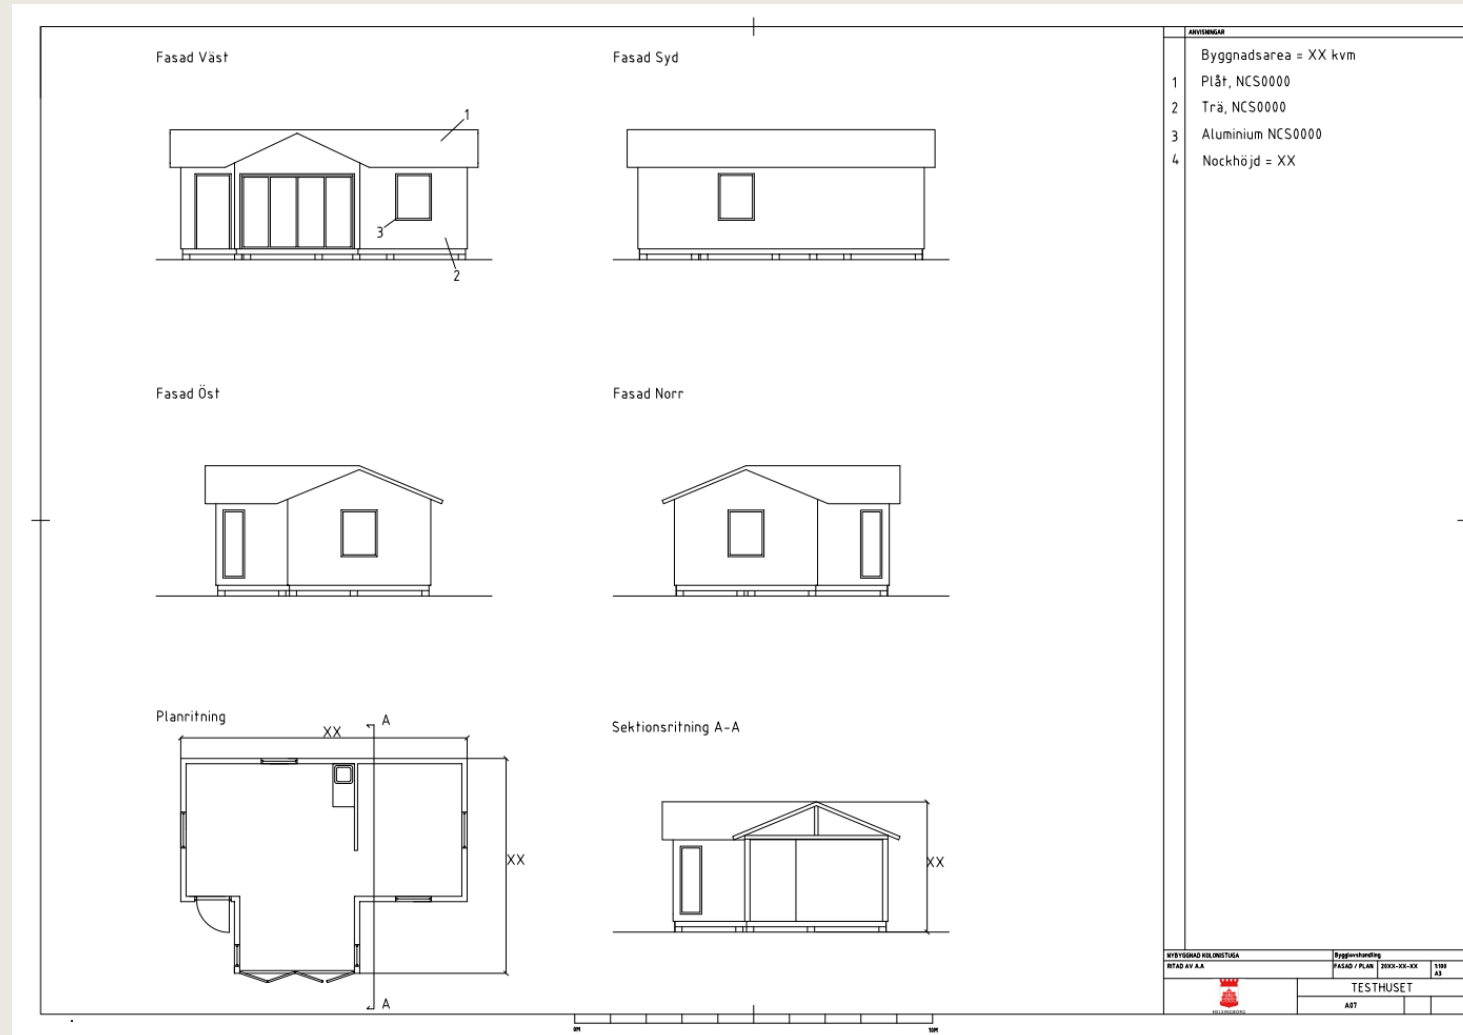 Fasad Väst
Fasad Syd
1
3
2
Fasad Öst
Fasad Norr
Planritning
XX
A
XX
A
Sektionsritning A-A
XX
ANVISNINGAR
Byggnadsarea = XX kvm
1 Plåt, NCS0000
2 Trä, NCS0000
3 Aluminium NCS0000
4 Nockhöjd = XX
NYBYGGNAD KOLONISTUGA
Bygglovshandling
RITAD AV A.A
FASAD / PLAN
20XX-XX-XX
1:100
A3
HELSINGBORG
TESTHUSET
A07
0M
10M